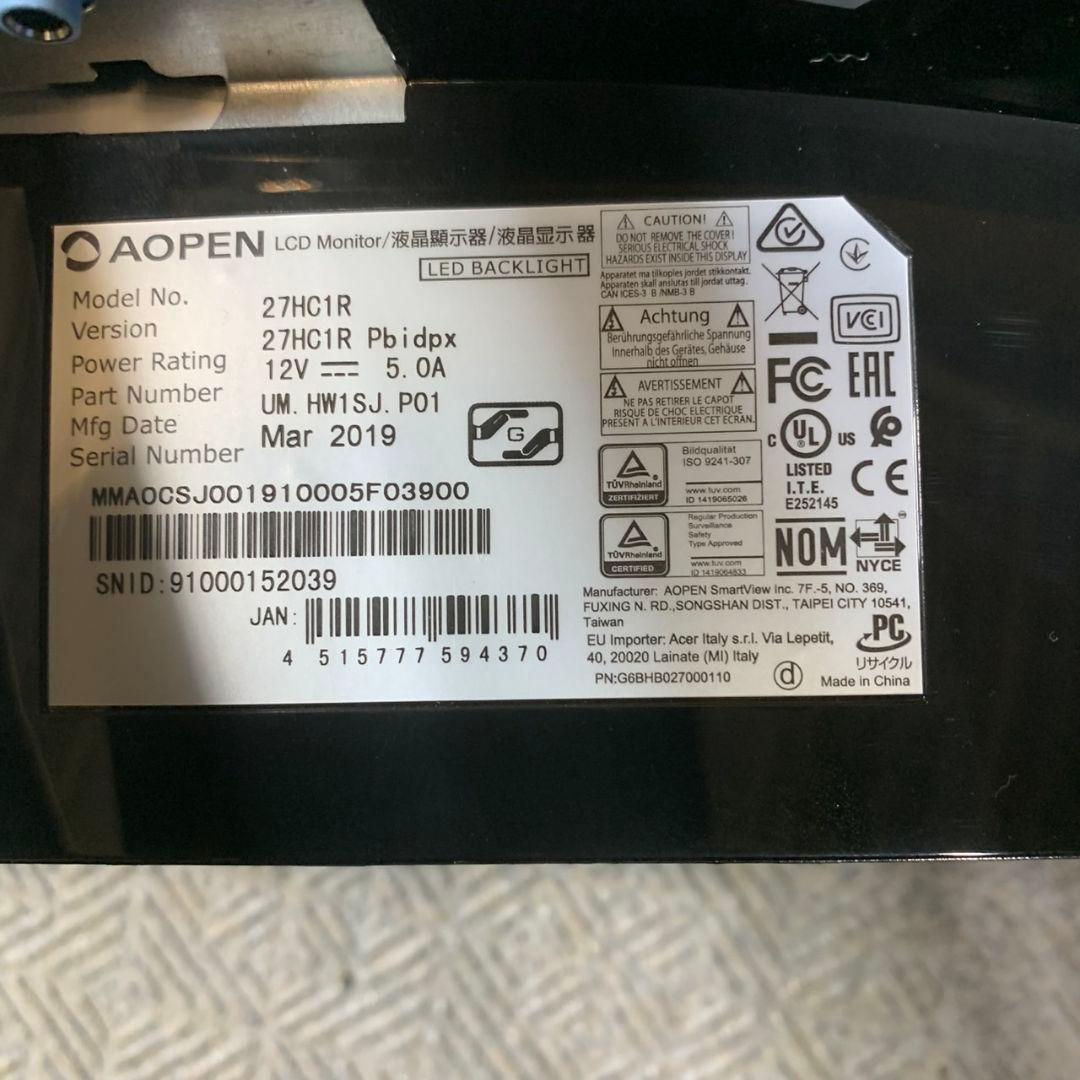 AOPEN LCD Monitor/液晶顯示器/液晶显示器
LED BACKLIGHT
Model No. 27HC1R
Version 27HC1R Pbidpx
Power Rating 12V 5.0A
Part Number UM.HW1SJ.P01
Mfg Date Mar 2019
Serial Number
MMA0CSJ001910005F03900
SNID:91000152039
JAN:
4 515777 594370
G
CAUTION!
DO NOT REMOVE THE COVER!
SERIOUS ELECTRICAL SHOCK
HAZARDS EXIST INSIDE THIS DISPLAY
Apparatet ma tilkoples jordet stikkontakt.
Apparaten skall anslutas till jordat uttag.
CAN ICES-3 B /NMB-3 B
Achtung
Berührungsgefährliche Spannung
Innerhalb des Gerätes, Gehäuse
nicht öffnen
AVERTISSEMENT
NE PAS RETIRER LE CAPOT
RISQUE DE CHOC ELECTRIQUE
PRESENT A L'INTERIEUR CET ECRAN.
TÜVRheinland
ZERTIFIZIERT
Bildqualität
ISO 9241-307
www.tuv.com
ID 1419065026
TÜVRheinland
CERTIFIED
Regular Production
Surveillance
Safety
Type Approved
www.tuv.com
ID 1419064833
VCCI
FC
EAC
C UL US
LISTED
I.T.E.
E252145
CE
NOM
NYCE
Manufacturer: AOPEN SmartView Inc. 7F.-5, NO. 369,
FUXING N. RD.,SONGSHAN DIST., TAIPEI CITY 10541,
Taiwan
EU Importer: Acer Italy s.r.l. Via Lepetit,
40, 20020 Lainate (MI) Italy
PN:G6BHB027000110
d
PC
リサイクル
Made in China